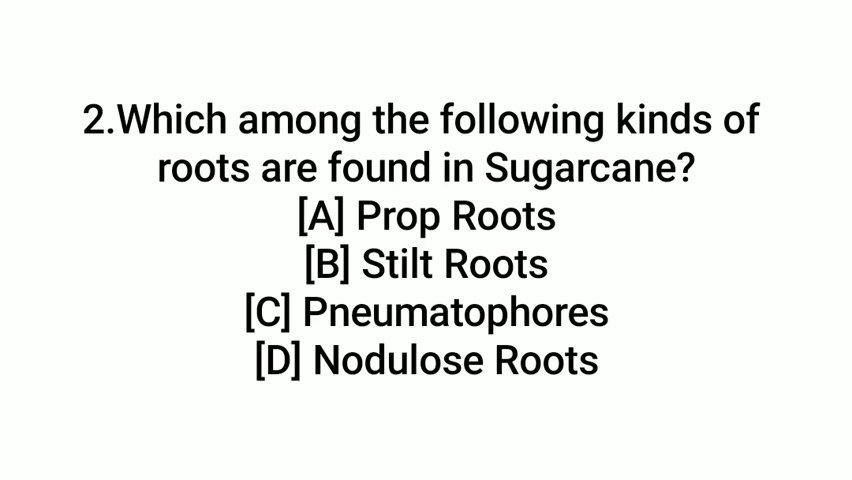 2.Which among the following kinds of
roots are found in Sugarcane?
[A] Prop Roots
[B] Stilt Roots
[C] Pneumatophores
[D] Nodulose Roots